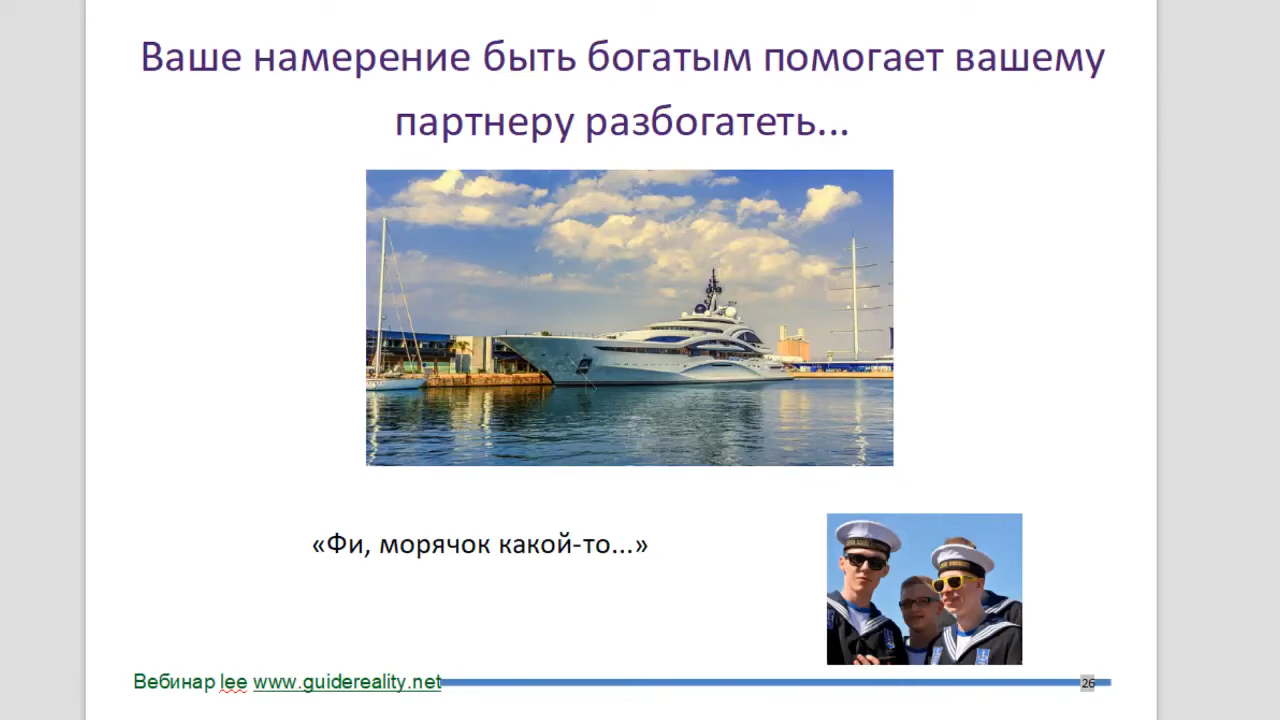 Ваше намерение быть богатым помогает вашему
партнеру разбогатеть...
«Фи, морячок какой-то...»
Вебинар lee www.guidereality.net
26